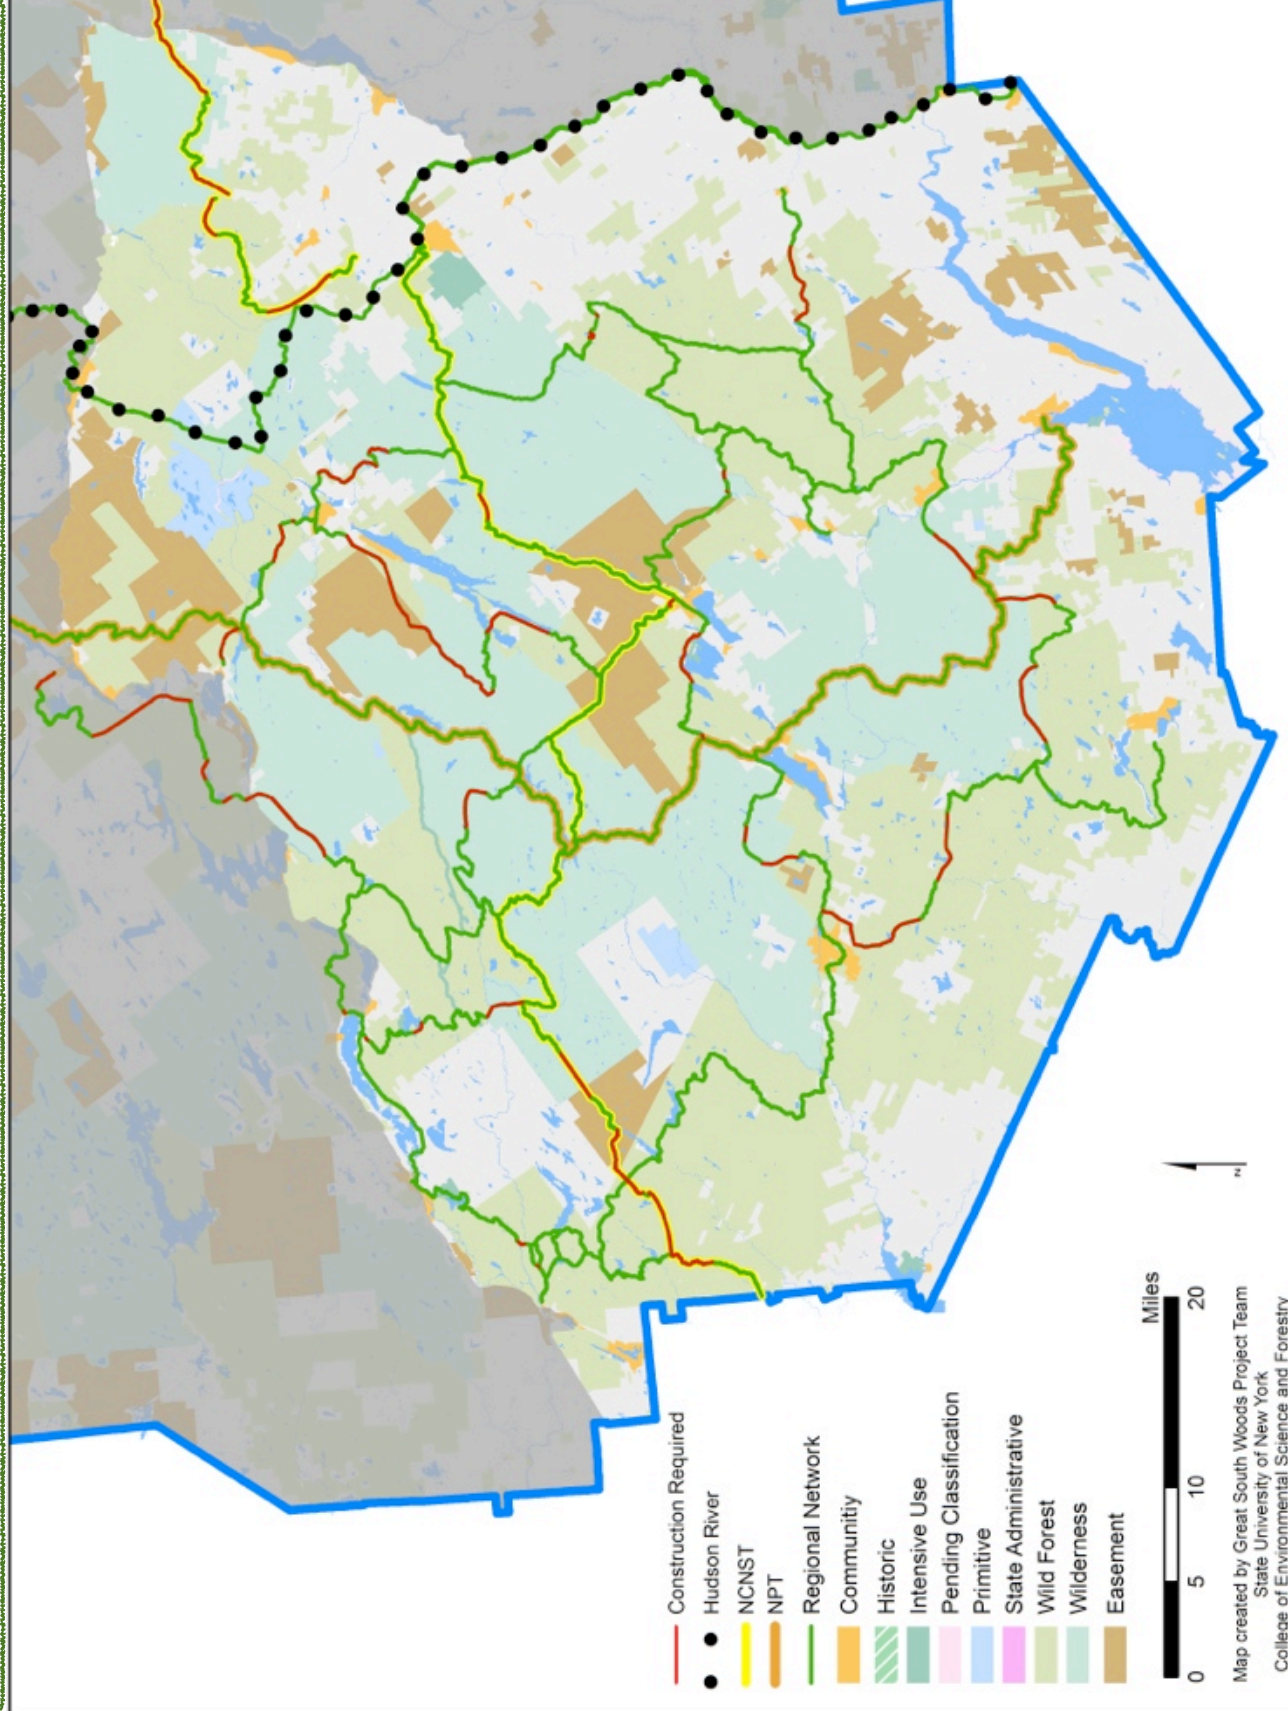 Construction Required
Hudson River
NCNST
NPT
Regional Network
Communitiy
Historic
Intensive Use
Pending Classification
Primitive
State Administrative
Wild Forest
Wilderness
Easement
Miles
0 5 10 20
N
Map created by Great South Woods Project Team
State University of New York
College of Environmental Science and Forestry